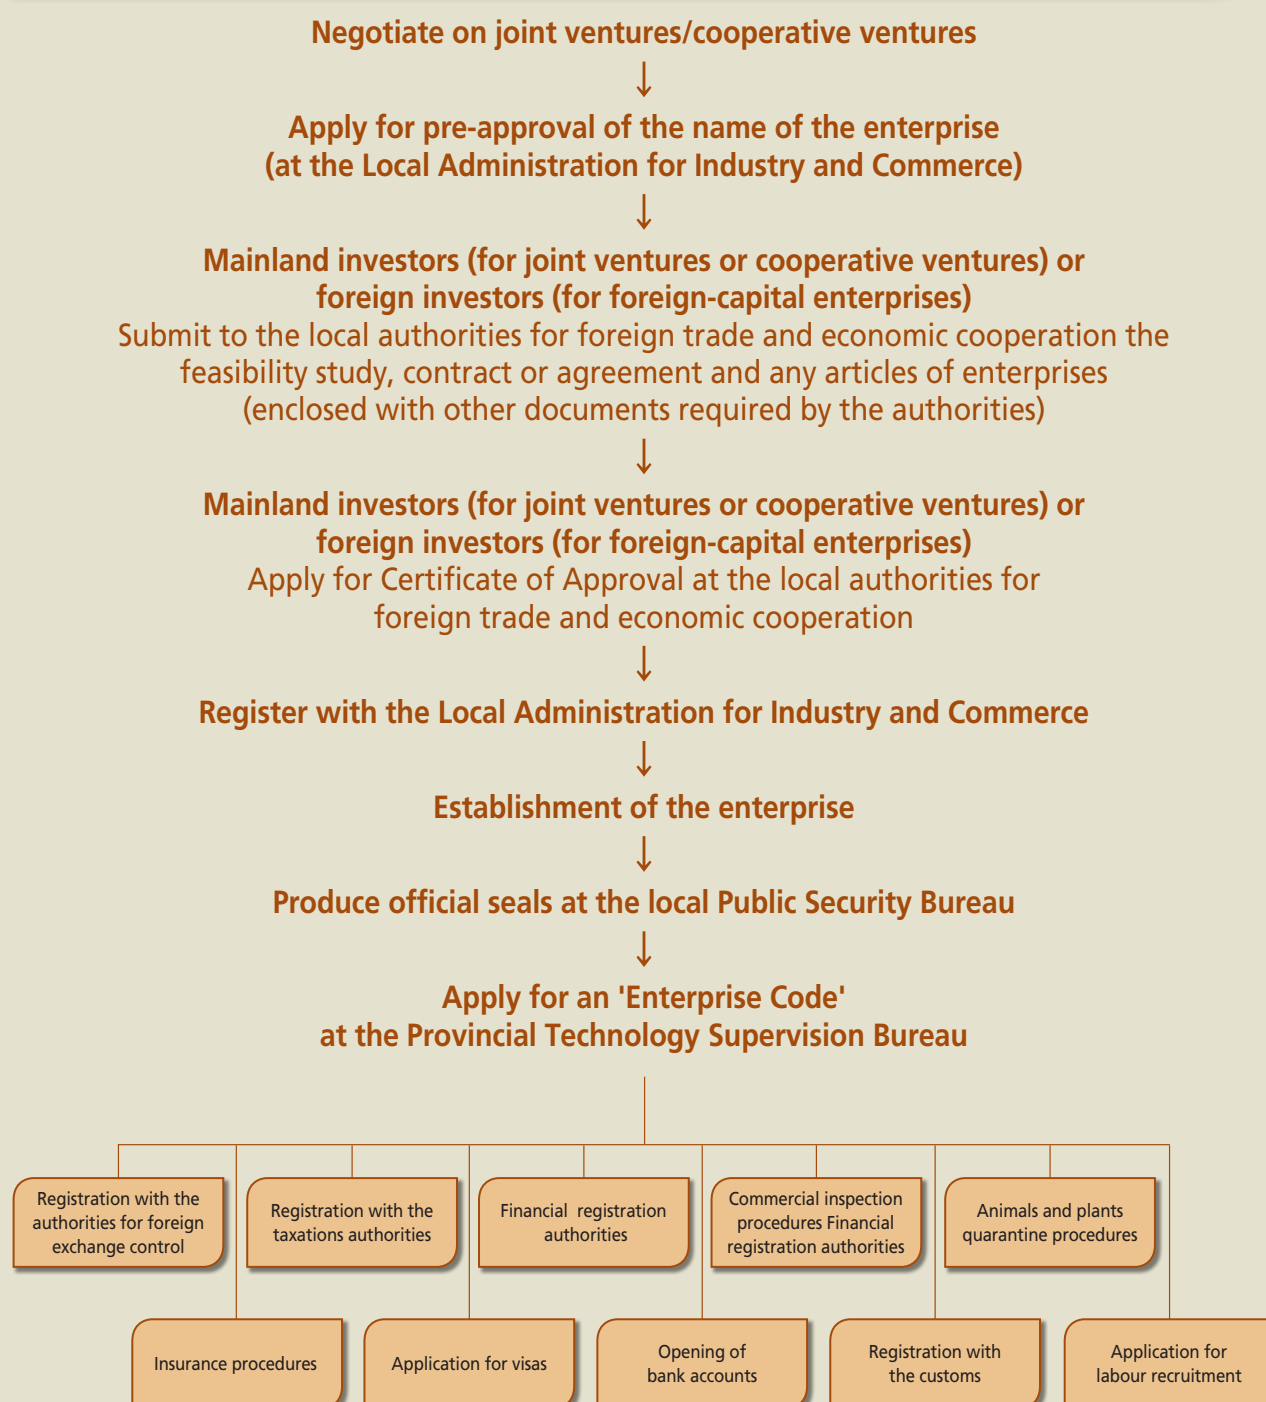 Negotiate on joint ventures/cooperative ventures
Apply for pre-approval of the name of the enterprise
(at the Local Administration for Industry and Commerce)
Mainland investors (for joint ventures or cooperative ventures) or
foreign investors (for foreign-capital enterprises)
Submit to the local authorities for foreign trade and economic cooperation the
feasibility study, contract or agreement and any articles of enterprises
(enclosed with other documents required by the authorities)
Mainland investors (for joint ventures or cooperative ventures) or
foreign investors (for foreign-capital enterprises)
Apply for Certificate of Approval at the local authorities for
foreign trade and economic cooperation
Register with the Local Administration for Industry and Commerce
Establishment of the enterprise
Produce official seals at the local Public Security Bureau
Apply for an 'Enterprise Code'
at the Provincial Technology Supervision Bureau
Registration with the
authorities for foreign
exchange control
Registration with the
taxations authorities
Financial registration
authorities
Commercial inspection
procedures Financial
registration authorities
Animals and plants
quarantine procedures
Insurance procedures
Application for visas
Opening of
bank accounts
Registration with
the customs
Application for
labour recruitment